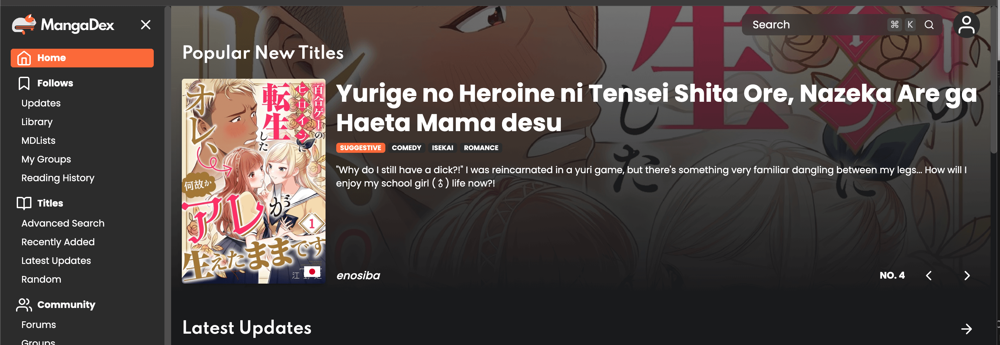 MangaDex
Home
Follows
Updates
Library
MDLists
My Groups
Reading History
Titles
Advanced Search
Recently Added
Latest Updates
Random
Community
Forums
Groups
Search ⌘ K
Popular New Titles
百合ゲーの
ヒロインに
転生した
オレ、
何故か
アレが
1
生えたままです
Yurige no Heroine ni Tensei Shita Ore, Nazeka Are ga
Haeta Mama desu
SUGGESTIVE COMEDY ISEKAI ROMANCE
"Why do I still have a dick?!" I was reincarnated in a yuri game, but there's something very familiar dangling between my legs... How will I
enjoy my school girl (⚦) life now?!
enosiba
NO. 4
Latest Updates